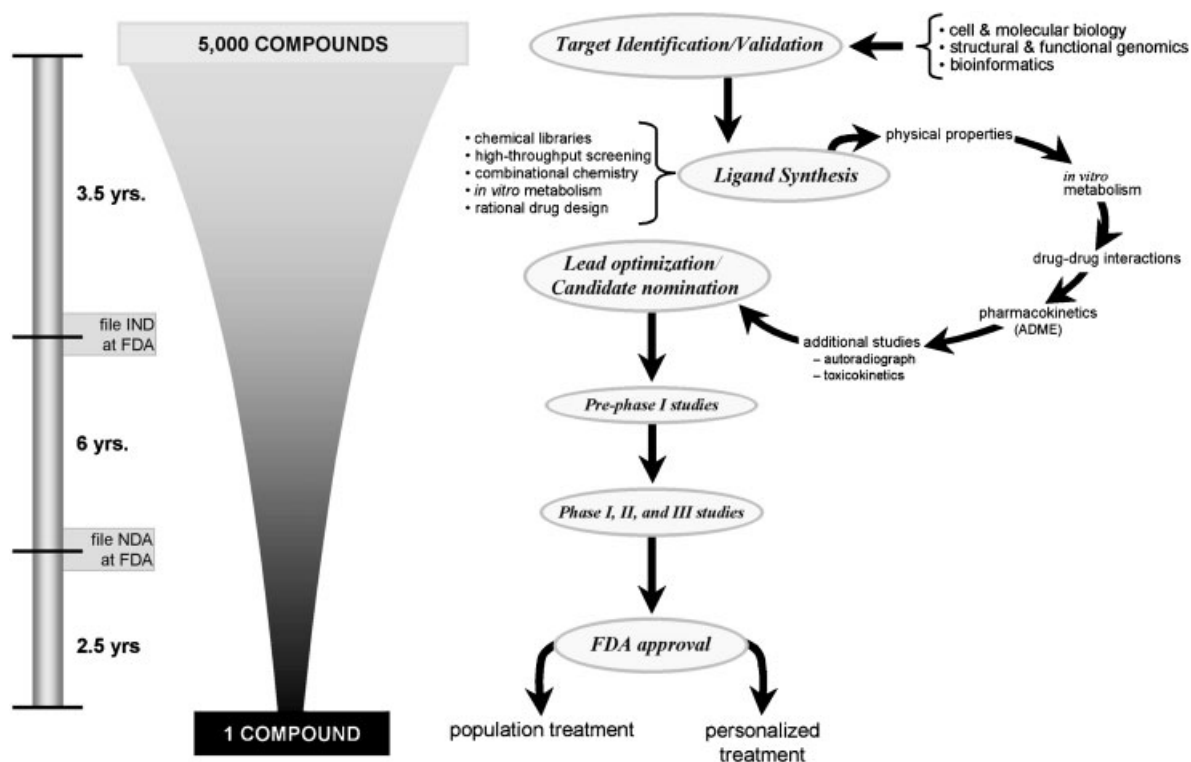 5,000 COMPOUNDS
3.5 yrs.
file IND
at FDA
6 yrs.
file NDA
at FDA
2.5 yrs
1 COMPOUND
Target Identification/Validation
• cell & molecular biology
• structural & functional genomics
• bioinformatics
• chemical libraries
• high-throughput screening
• combinational chemistry
• in vitro metabolism
• rational drug design
Ligand Synthesis
physical properties
in vitro
metabolism
drug-drug interactions
pharmacokinetics
(ADME)
additional studies
– autoradiograph
– toxicokinetics
Lead optimization/
Candidate nomination
Pre-phase I studies
Phase I, II, and III studies
FDA approval
population treatment
personalized
treatment